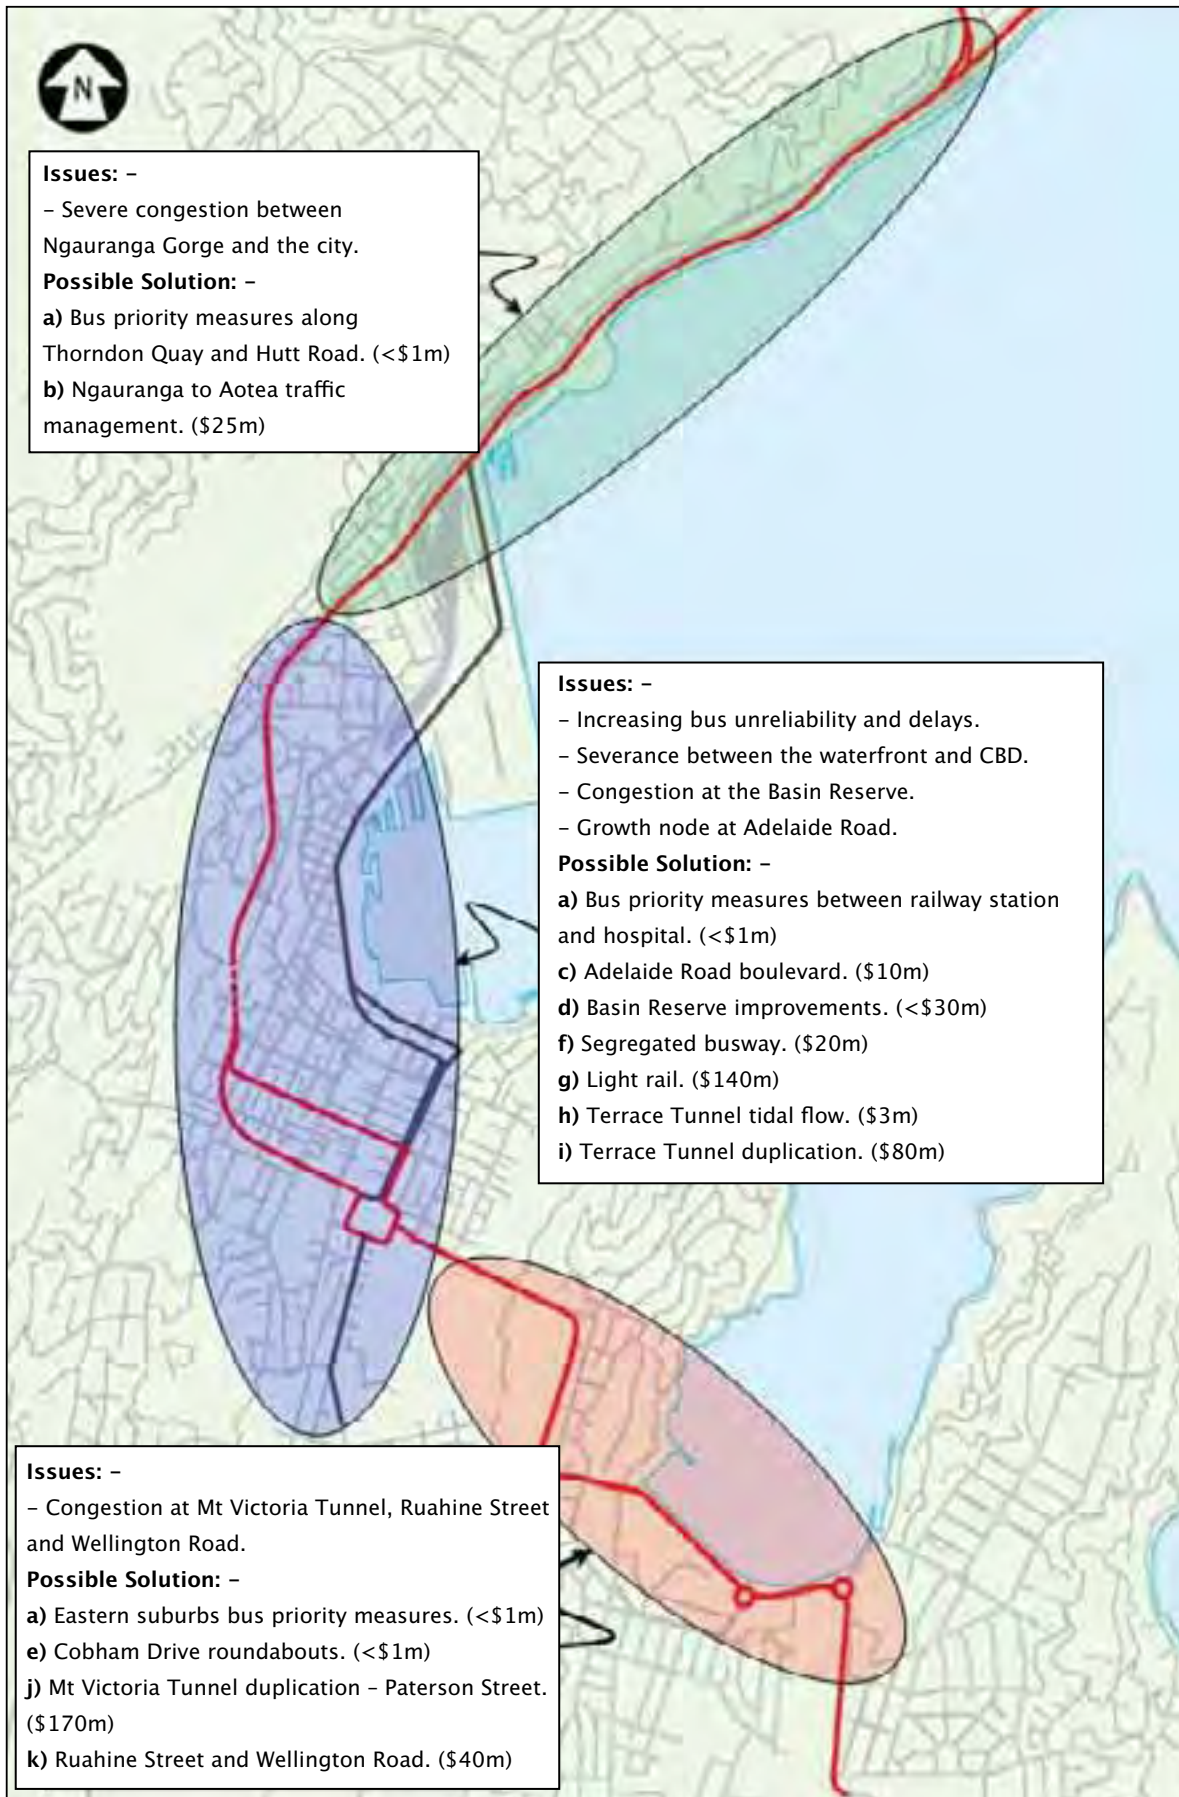 N
Issues: –
– Severe congestion between
Ngauranga Gorge and the city.
Possible Solution: –
a) Bus priority measures along
Thorndon Quay and Hutt Road. (<$1m)
b) Ngauranga to Aotea traffic
management. ($25m)
Issues: –
– Increasing bus unreliability and delays.
– Severance between the waterfront and CBD.
– Congestion at the Basin Reserve.
– Growth node at Adelaide Road.
Possible Solution: –
a) Bus priority measures between railway station
and hospital. (<$1m)
c) Adelaide Road boulevard. ($10m)
d) Basin Reserve improvements. (<$30m)
f) Segregated busway. ($20m)
g) Light rail. ($140m)
h) Terrace Tunnel tidal flow. ($3m)
i) Terrace Tunnel duplication. ($80m)
Issues: –
– Congestion at Mt Victoria Tunnel, Ruahine Street
and Wellington Road.
Possible Solution: –
a) Eastern suburbs bus priority measures. (<$1m)
e) Cobham Drive roundabouts. (<$1m)
j) Mt Victoria Tunnel duplication – Paterson Street.
($170m)
k) Ruahine Street and Wellington Road. ($40m)